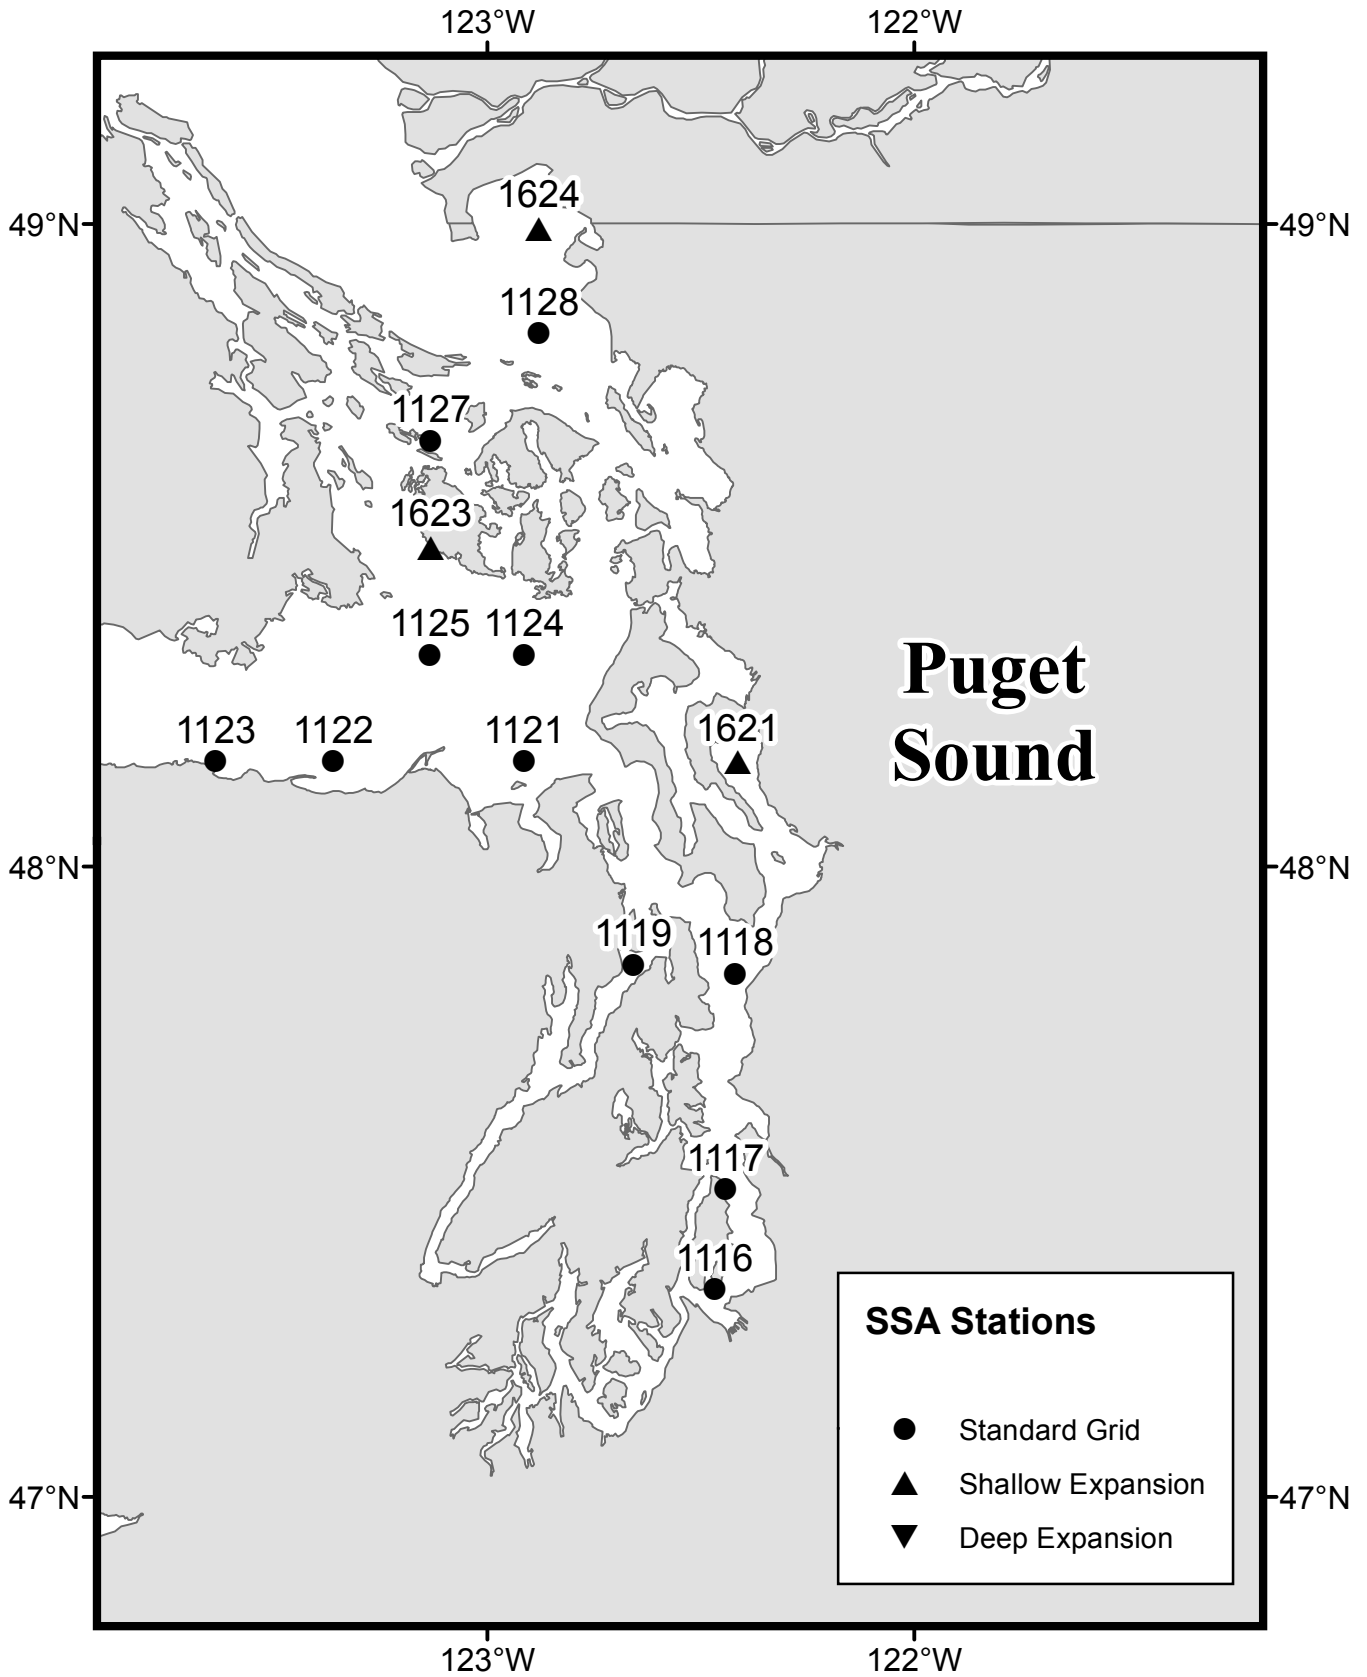 123°W 122°W
1624
49°N 49°N
1128
1127
1623
1125 1124
Puget
Sound
1123 1122 1121 1621
48°N 48°N
1119 1118
1117
1116
SSA Stations
Standard Grid
Shallow Expansion
Deep Expansion
47°N 47°N
123°W 122°W